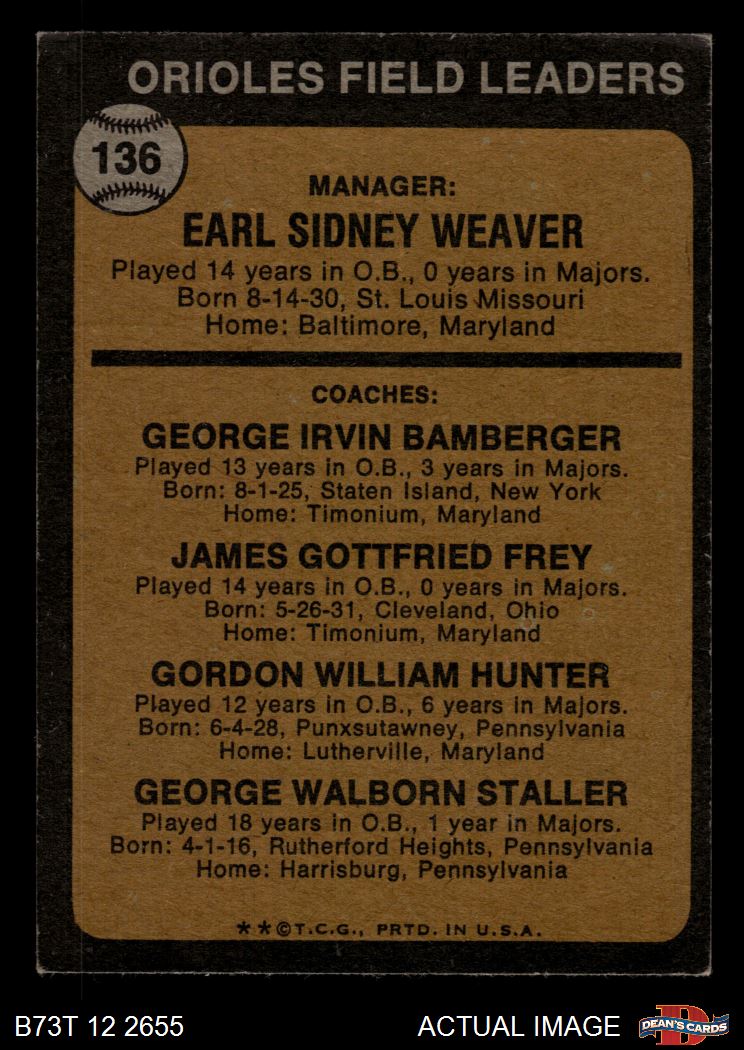 ORIOLES FIELD LEADERS
136
MANAGER:
EARL SIDNEY WEAVER
Played 14 years in O.B., 0 years in Majors.
Born 8-14-30, St. Louis Missouri
Home: Baltimore, Maryland
COACHES:
GEORGE IRVIN BAMBERGER
Played 13 years in O.B., 3 years in Majors.
Born: 8-1-25, Staten Island, New York
Home: Timonium, Maryland
JAMES GOTTFRIED FREY
Played 14 years in O.B., 0 years in Majors.
Born: 5-26-31, Cleveland, Ohio
Home: Timonium, Maryland
GORDON WILLIAM HUNTER
Played 12 years in O.B., 6 years in Majors.
Born: 6-4-28, Punxsutawney, Pennsylvania
Home: Lutherville, Maryland
GEORGE WALBORN STALLER
Played 18 years in O.B., 1 year in Majors.
Born: 4-1-16, Rutherford Heights, Pennsylvania
Home: Harrisburg, Pennsylvania
**©T.C.G., PRTD. IN U.S.A.
B73T 12 2655 ACTUAL IMAGE
D
DEAN'S CARDS